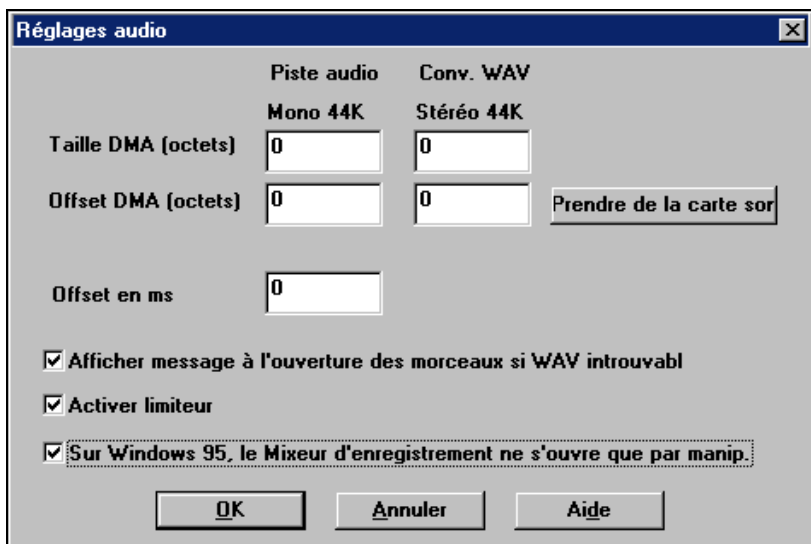 Réglages audio
Piste audio Conv. WAV
Mono 44K Stéréo 44K
Taille DMA (octets) 0 0
Offset DMA (octets) 0 0 Prendre de la carte sor
Offset en ms 0
Afficher message à l'ouverture des morceaux si WAV introuvabl
Activer limiteur
Sur Windows 95, le Mixeur d'enregistrement ne s'ouvre que par manip.
OK Annuler Aide